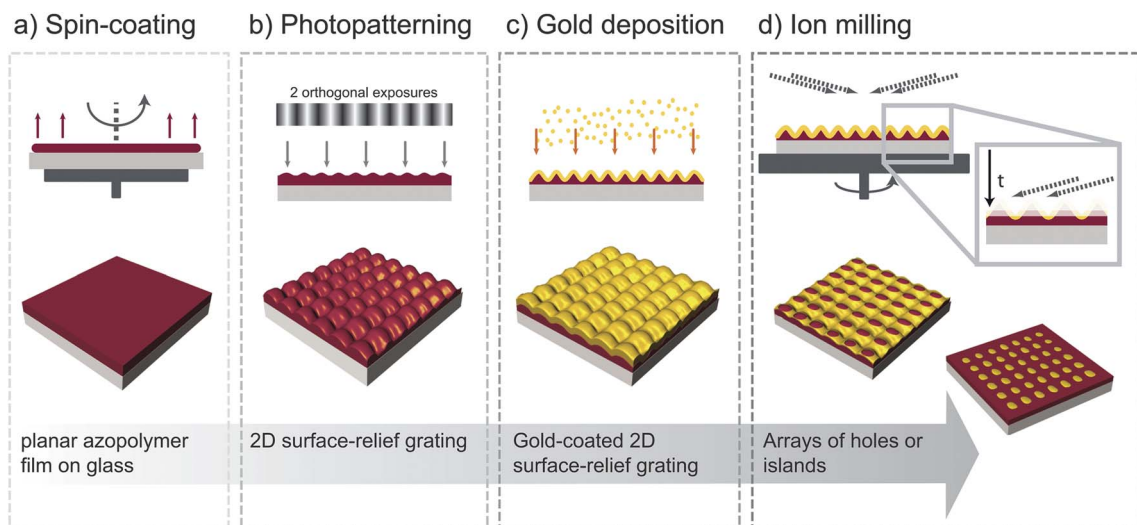 a) Spin-coating
b) Photopatterning
c) Gold deposition
d) Ion milling
2 orthogonal exposures
t
planar azopolymer
film on glass
2D surface-relief grating
Gold-coated 2D
surface-relief grating
Arrays of holes or
islands